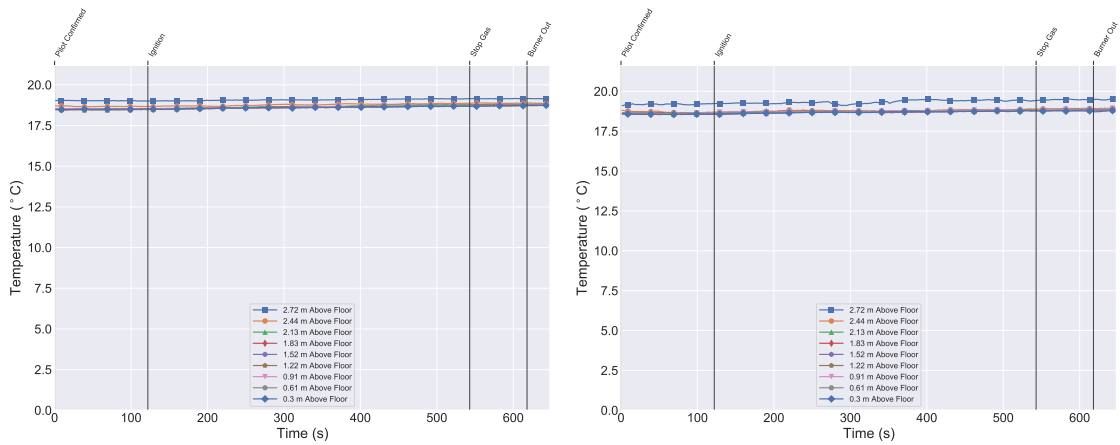 Pilot Confirmed
Ignition
Stop Gas
Burner Out
20.0
17.5
15.0
12.5
10.0
7.5
5.0
2.5
0.0
Temperature (°C)
2.72 m Above Floor
2.44 m Above Floor
2.13 m Above Floor
1.83 m Above Floor
1.52 m Above Floor
1.22 m Above Floor
0.91 m Above Floor
0.61 m Above Floor
0.3 m Above Floor
0 100 200 300 400 500 600
Time (s)
Pilot Confirmed
Ignition
Stop Gas
Burner Out
20.0
17.5
15.0
12.5
10.0
7.5
5.0
2.5
0.0
Temperature (°C)
2.72 m Above Floor
2.44 m Above Floor
2.13 m Above Floor
1.83 m Above Floor
1.52 m Above Floor
1.22 m Above Floor
0.91 m Above Floor
0.61 m Above Floor
0.3 m Above Floor
0 100 200 300 400 500 600
Time (s)